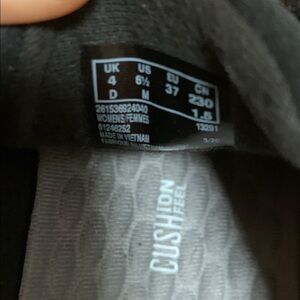 UK US EU CN
4 6½ 37 230
D M 1.5
261536924040 13291
WOMENS/FEMMES
61246252
MADE IN VIETNAM
CUSHION
FEEL